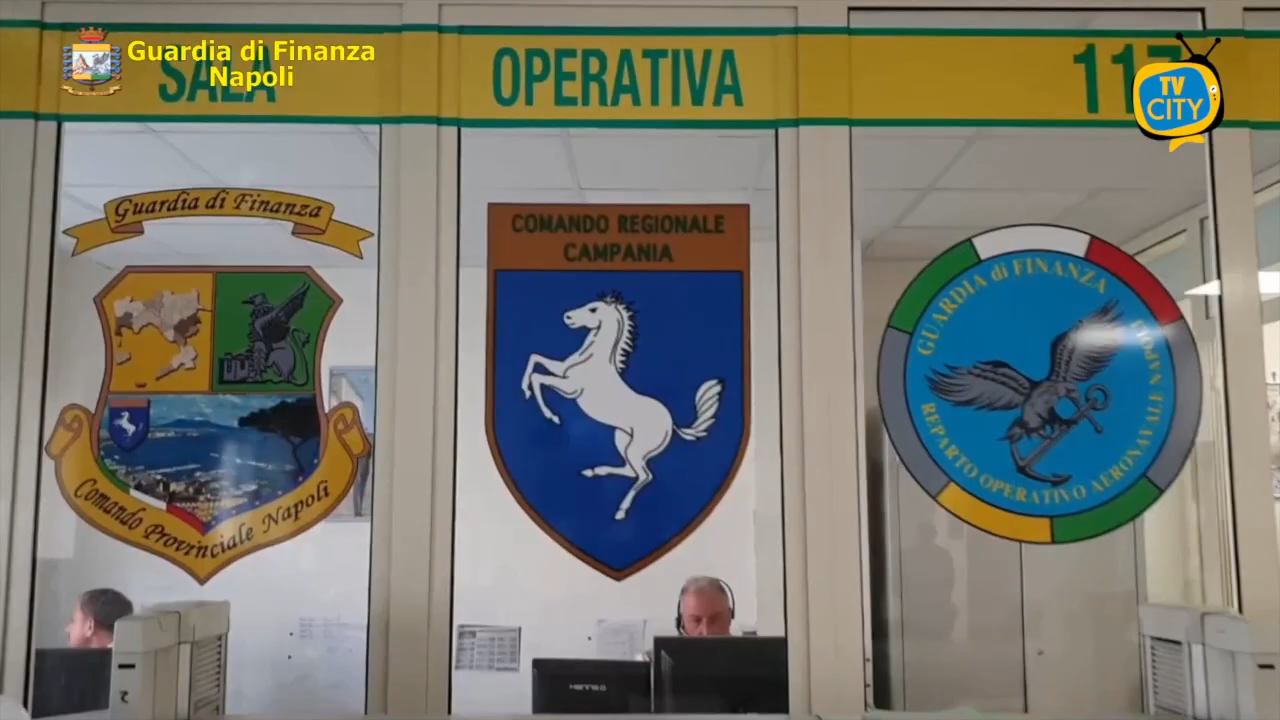 Guardia di Finanza
Napoli
SALA OPERATIVA 117
TV
CITY
Guardia di Finanza
Comando Provinciale Napoli
COMANDO REGIONALE
CAMPANIA
GUARDIA di FINANZA
REPARTO OPERATIVO AERONAVALE NAPOLI